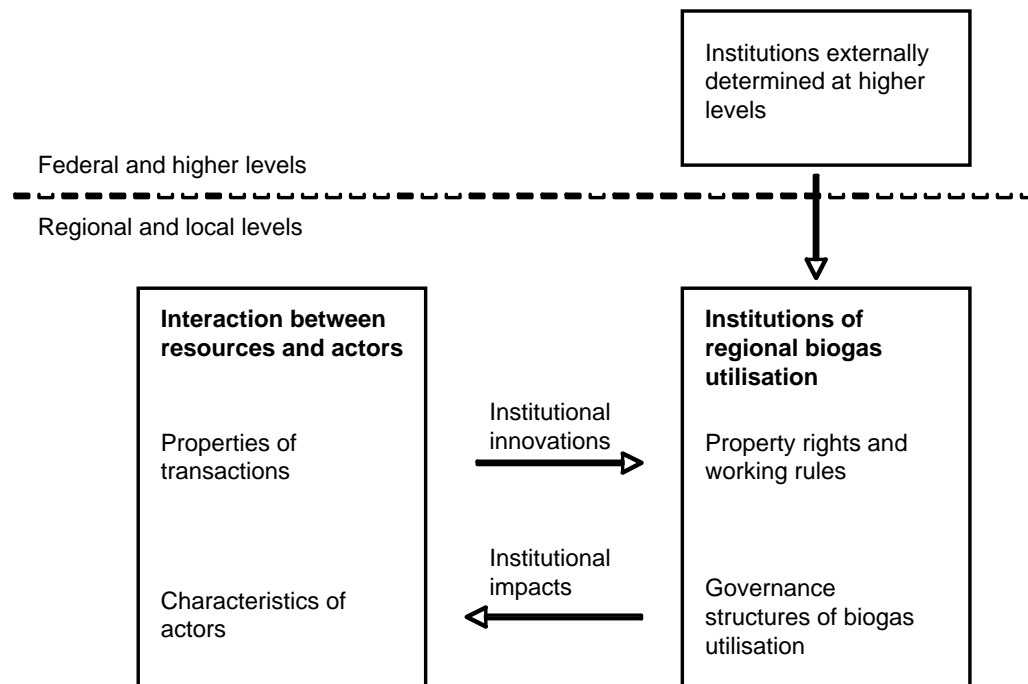 Institutions externally
determined at higher
levels
Federal and higher levels
Regional and local levels
Interaction between
resources and actors
Properties of
transactions
Characteristics of
actors
Institutional
innovations
Institutional
impacts
Institutions of
regional biogas
utilisation
Property rights and
working rules
Governance
structures of biogas
utilisation